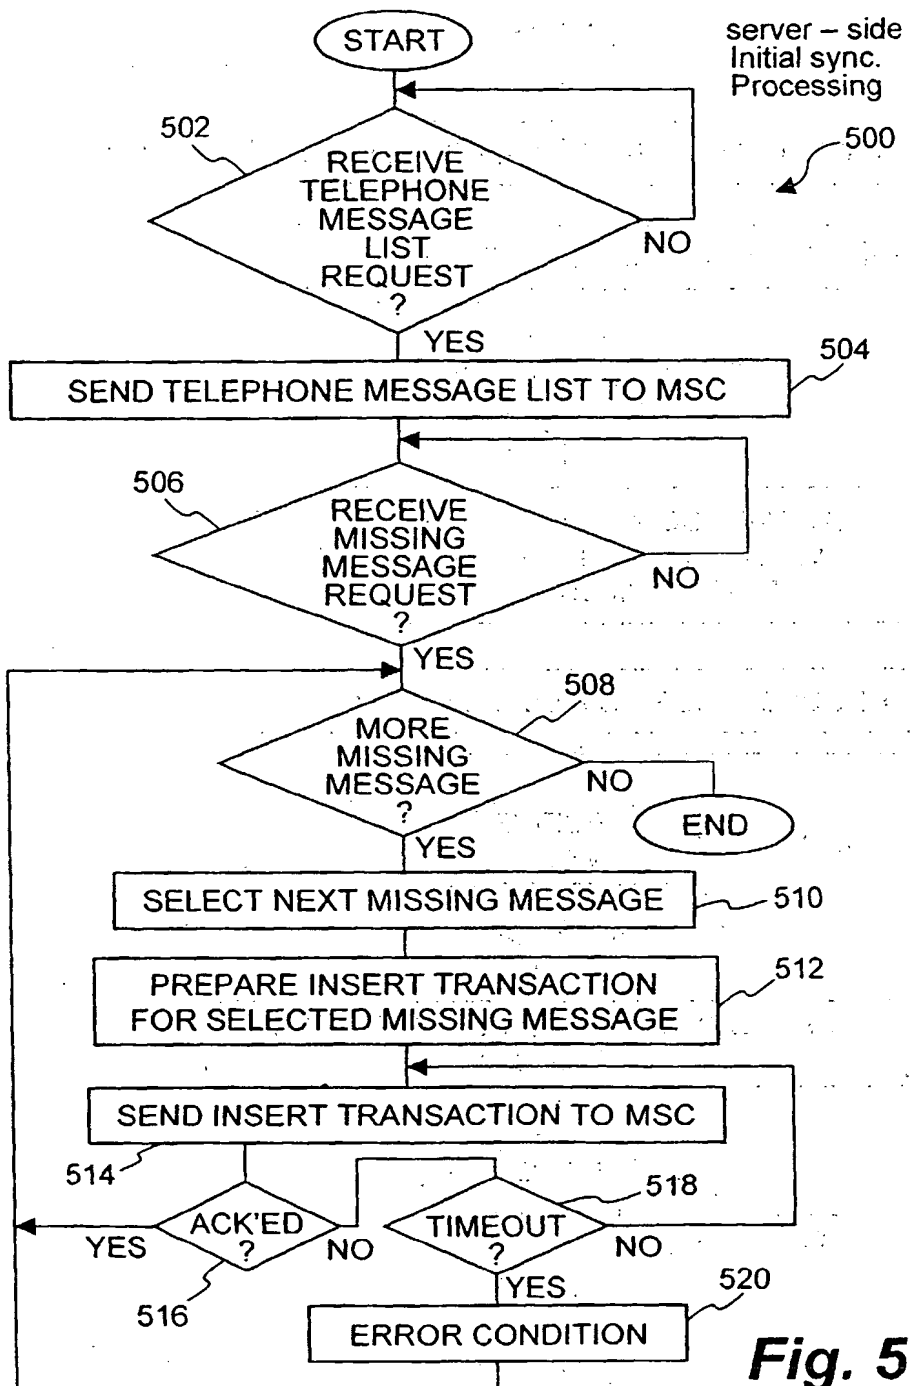 START
server – side
Initial sync.
Processing
500
502
RECEIVE
TELEPHONE
MESSAGE
LIST
REQUEST
?
NO
YES
504
SEND TELEPHONE MESSAGE LIST TO MSC
506
RECEIVE
MISSING
MESSAGE
REQUEST
?
NO
YES
508
MORE
MISSING
MESSAGE
?
NO
END
YES
SELECT NEXT MISSING MESSAGE
510
PREPARE INSERT TRANSACTION
FOR SELECTED MISSING MESSAGE
512
SEND INSERT TRANSACTION TO MSC
514
518
ACK'ED
?
YES
NO
516
TIMEOUT
?
NO
YES
520
ERROR CONDITION
Fig. 5